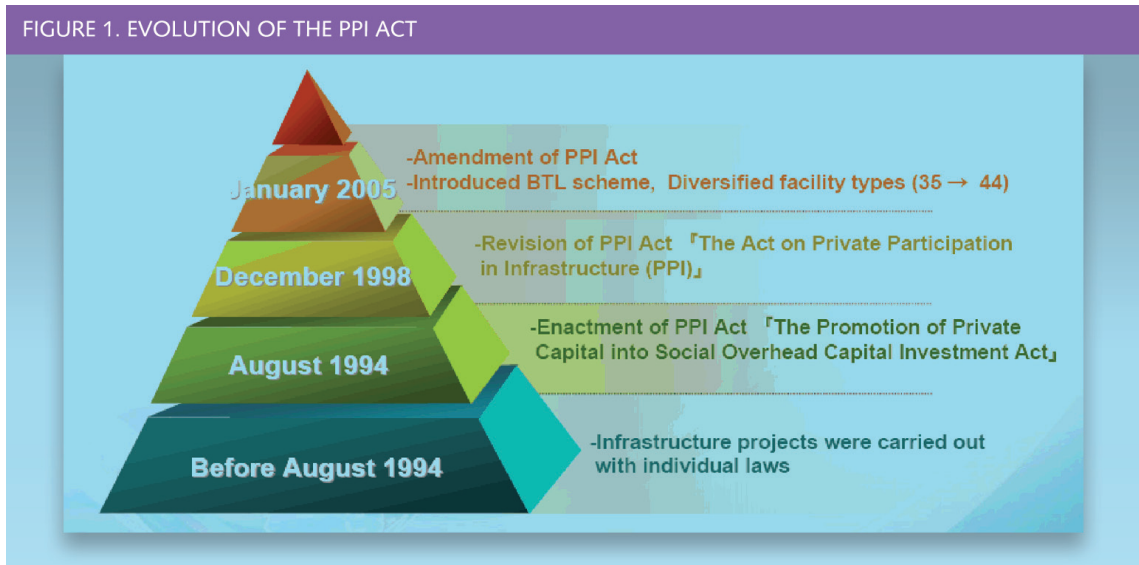 FIGURE 1. EVOLUTION OF THE PPI ACT
January 2005
-Amendment of PPI Act
-Introduced BTL scheme, Diversified facility types (35 → 44)
December 1998
-Revision of PPI Act 『The Act on Private Participation
in Infrastructure (PPI)』
August 1994
-Enactment of PPI Act 『The Promotion of Private
Capital into Social Overhead Capital Investment Act』
Before August 1994
-Infrastructure projects were carried out
with individual laws